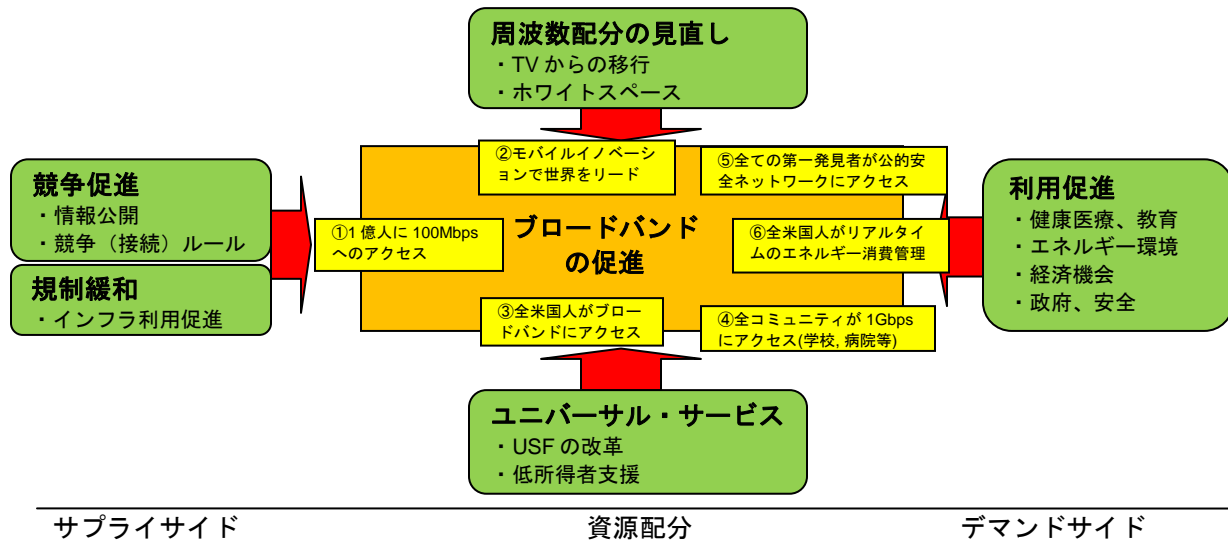 周波数配分の見直し
・TV からの移行
・ホワイトスペース
競争促進
・情報公開
・競争（接続）ルール
規制緩和
・インフラ利用促進
①1 億人に 100Mbps
へのアクセス
②モバイルイノベーシ
ョンで世界をリード
⑤全ての第一発見者が公的安
全ネットワークにアクセス
ブロードバンド
の促進
⑥全米国人がリアルタイ
ムのエネルギー消費管理
③全米国人がブロー
ドバンドにアクセス
④全コミュニティが 1Gbps
にアクセス(学校, 病院等)
利用促進
・健康医療、教育
・エネルギー環境
・経済機会
・政府、安全
ユニバーサル・サービス
・USF の改革
・低所得者支援
サプライサイド
資源配分
デマンドサイド